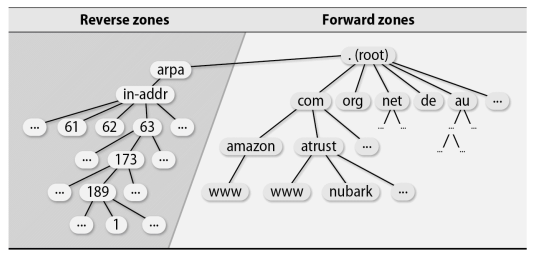 Reverse zones Forward zones
. (root)
arpa
in-addr
com org net de au ...
... 61 62 63 ...
... ... ... ...
amazon atrust ...
... 173 ...
... ...
... 189 ...
www www nubark ...
... 1 ...